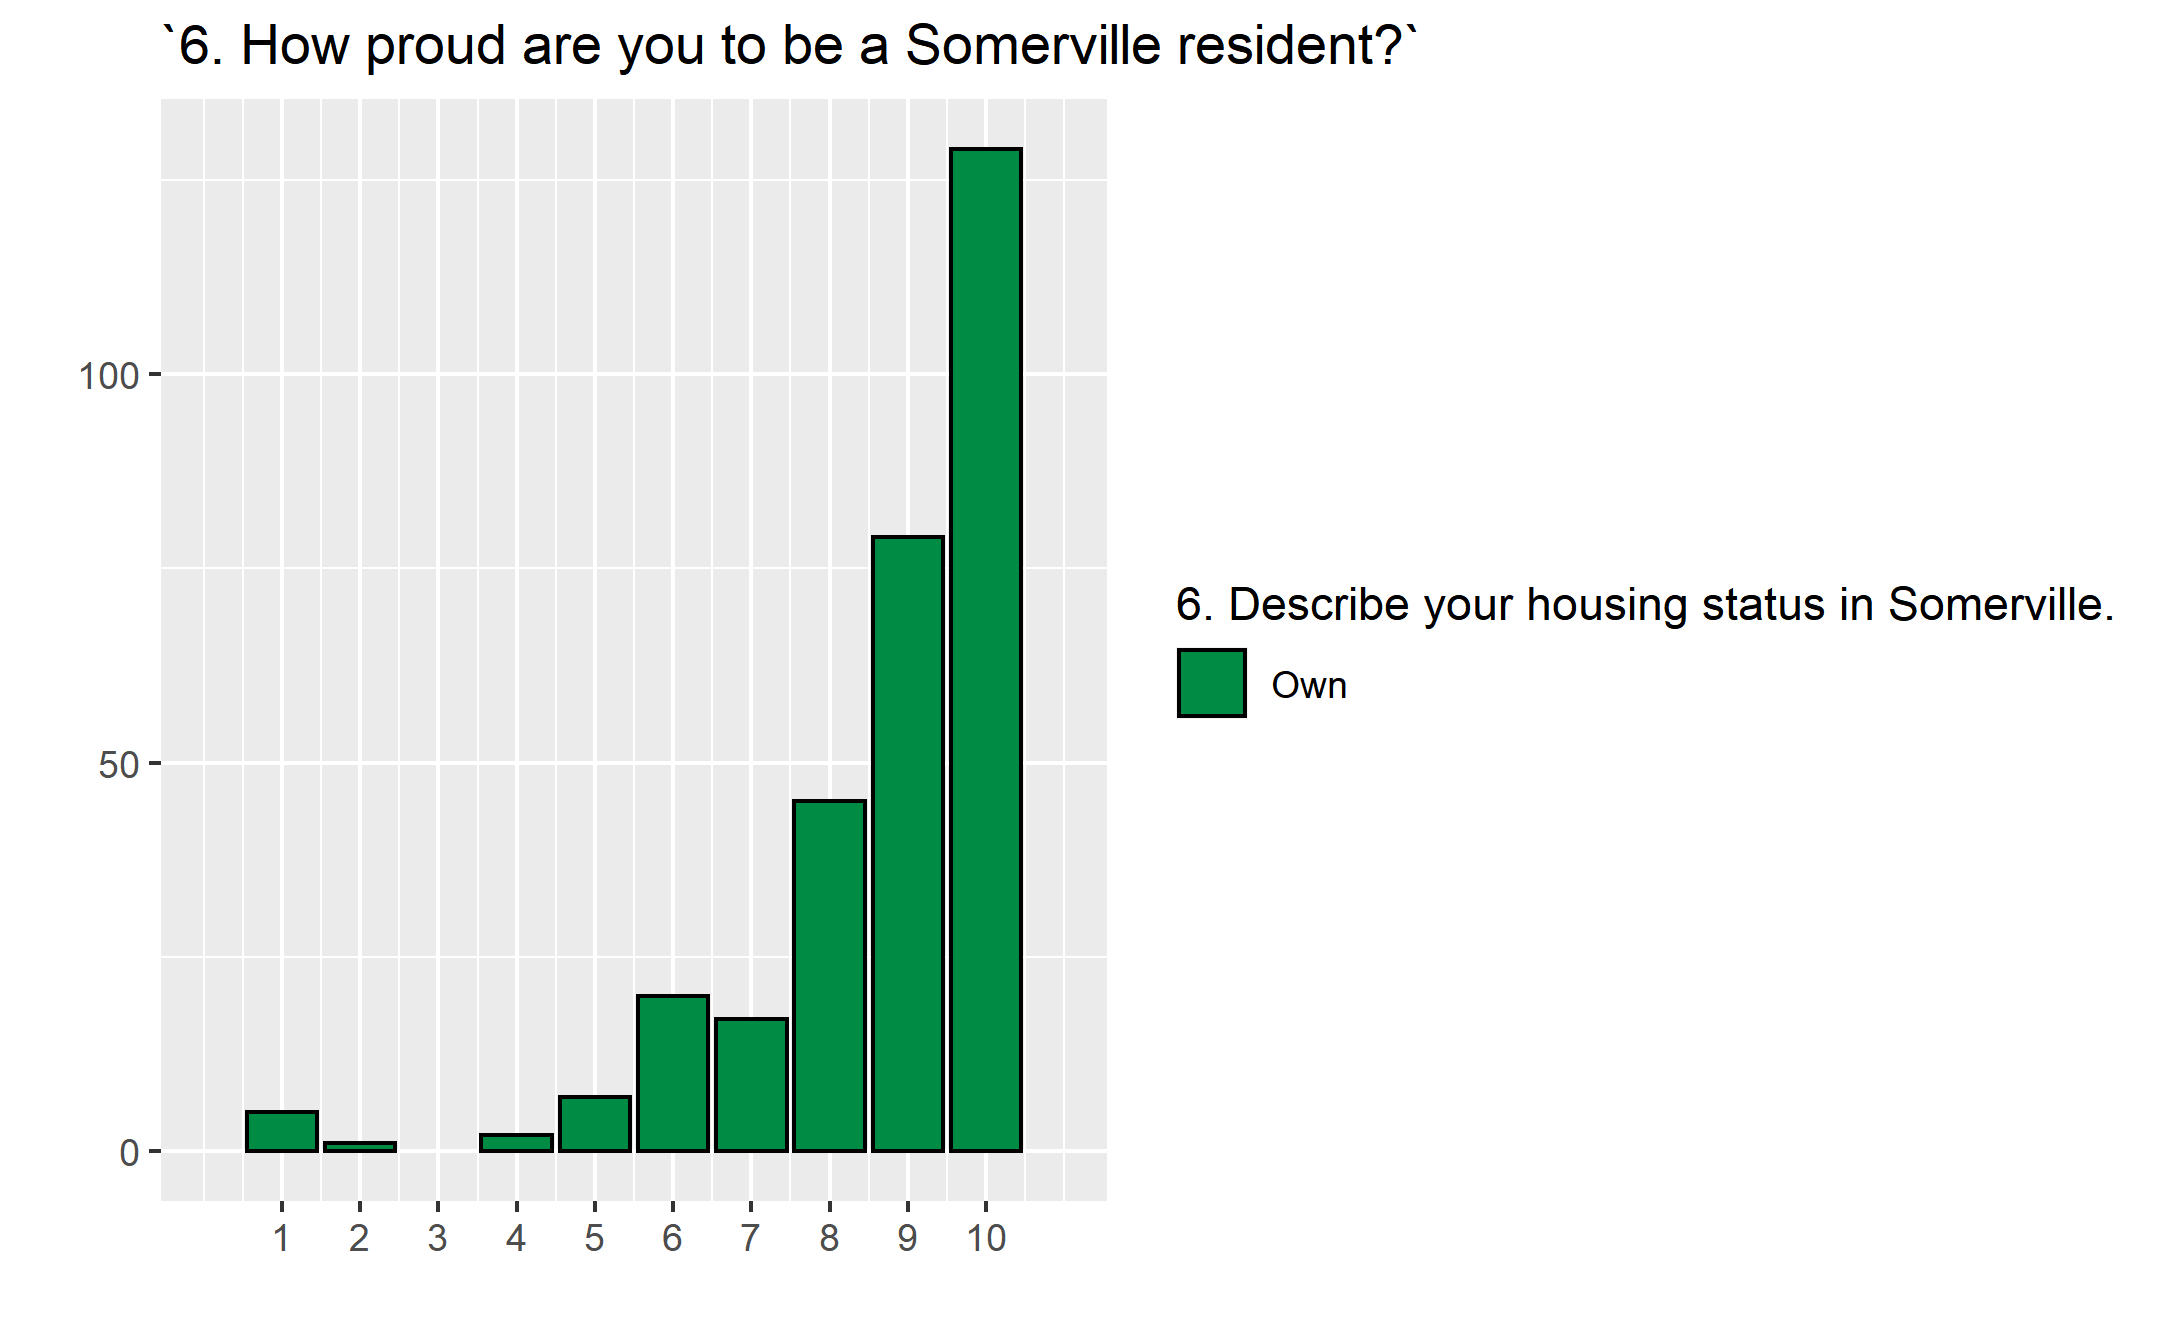 `6. How proud are you to be a Somerville resident?`
100
50
0
1 2 3 4 5 6 7 8 9 10
6. Describe your housing status in Somerville.
Own